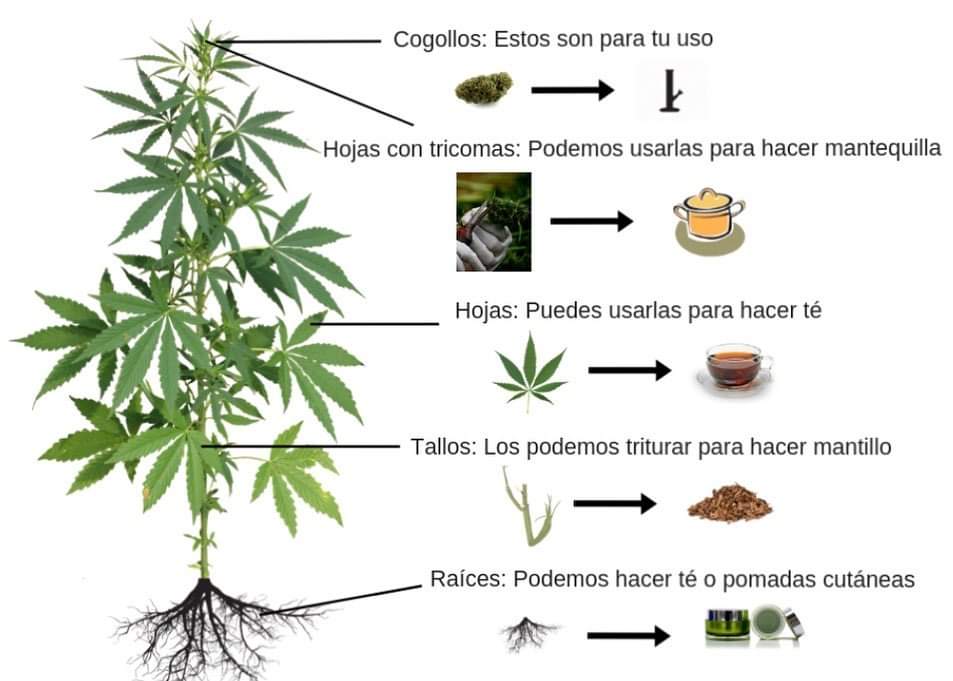 Cogollos: Estos son para tu uso
Hojas con tricomas: Podemos usarlas para hacer mantequilla
Hojas: Puedes usarlas para hacer té
Tallos: Los podemos triturar para hacer mantillo
Raíces: Podemos hacer té o pomadas cutáneas